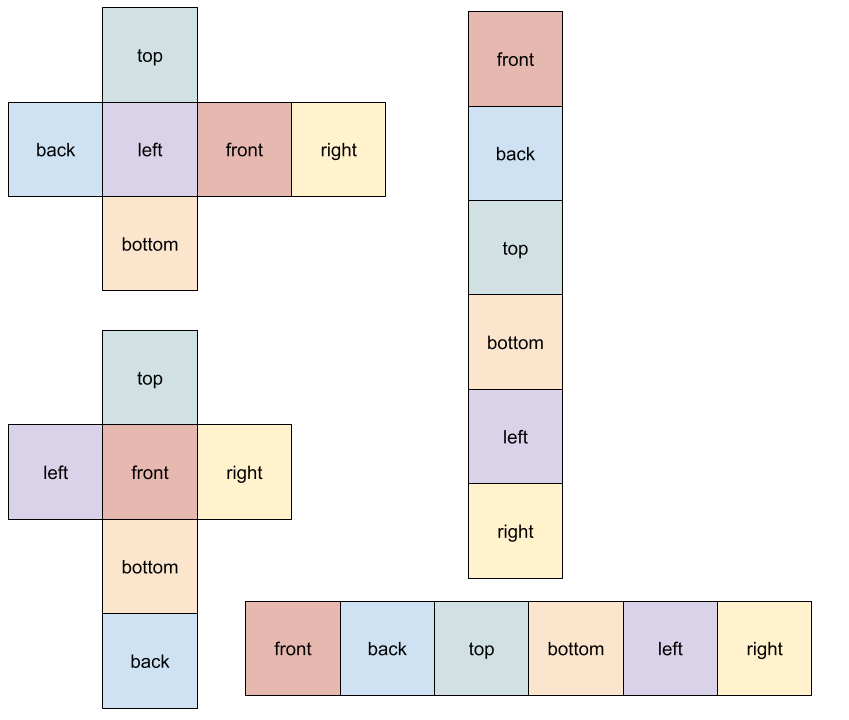 top
back left front right
bottom
top
left front right
bottom
back
front
back
top
bottom
left
right
front back top bottom left right